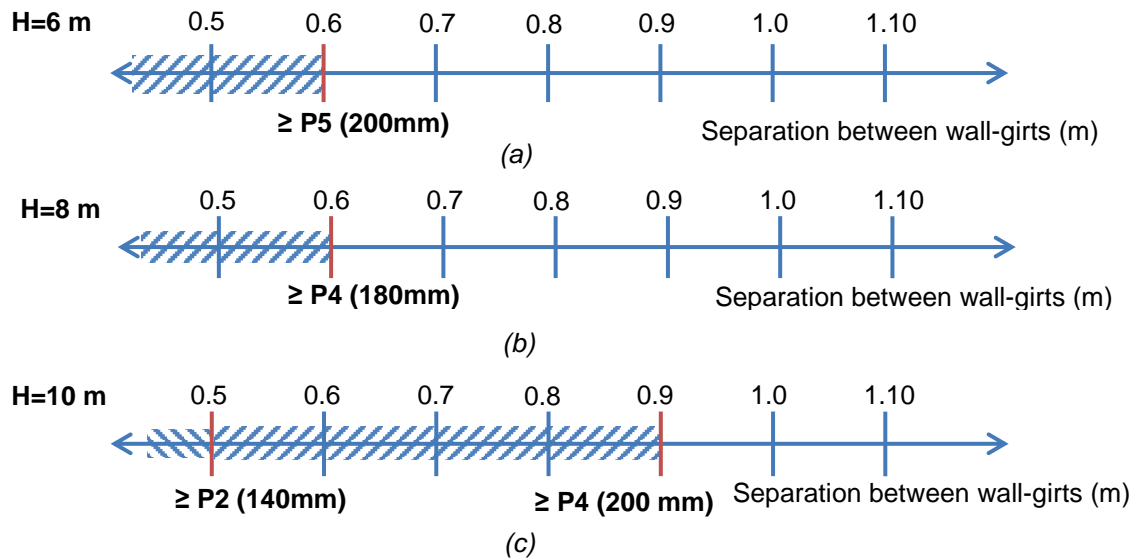 H=6 m 0.5 0.6 0.7 0.8 0.9 1.0 1.10
≥ P5 (200mm) Separation between wall-girts (m)
(a)
H=8 m 0.5 0.6 0.7 0.8 0.9 1.0 1.10
≥ P4 (180mm) Separation between wall-girts (m)
(b)
H=10 m 0.5 0.6 0.7 0.8 0.9 1.0 1.10
≥ P2 (140mm) ≥ P4 (200 mm) Separation between wall-girts (m)
(c)